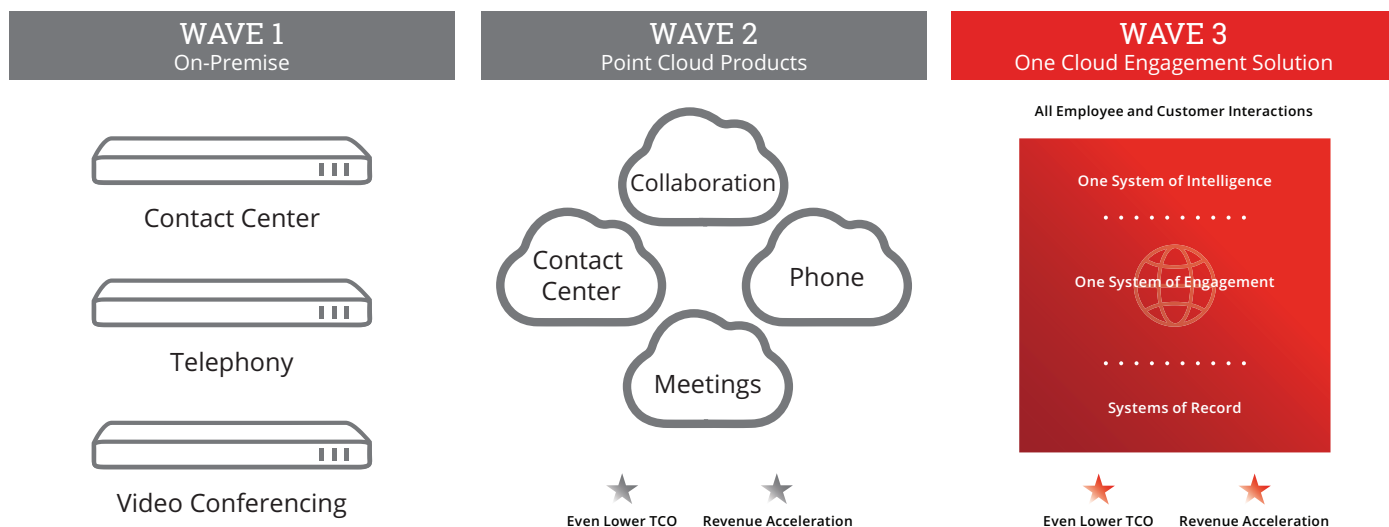 WAVE 1
On-Premise
Contact Center
Telephony
Video Conferencing
WAVE 2
Point Cloud Products
Collaboration
Contact
Center
Phone
Meetings
Even Lower TCO
Revenue Acceleration
WAVE 3
One Cloud Engagement Solution
All Employee and Customer Interactions
One System of Intelligence
One System of Engagement
Systems of Record
Even Lower TCO
Revenue Acceleration